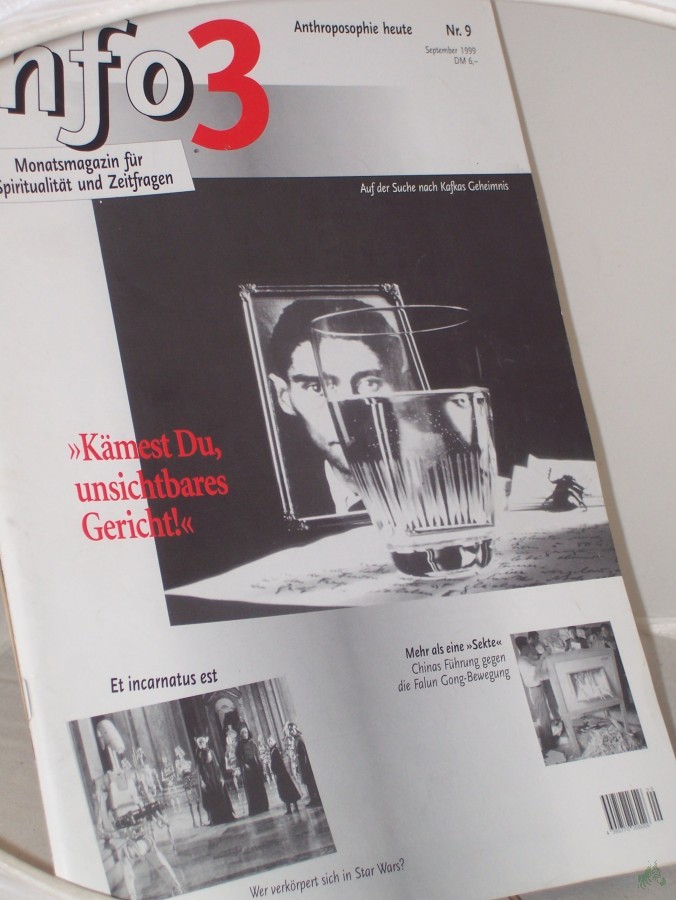 info3
Anthroposophie heute
Nr. 9
September 1999
DM 6,–
Monatsmagazin für
Spiritualität und Zeitfragen
Auf der Suche nach Kafkas Geheimnis
»Kämest Du,
unsichtbares
Gericht!«
Mehr als eine »Sekte«
Chinas Führung gegen
die Falun Gong-Bewegung
Et incarnatus est
Wer verkörpert sich in Star Wars?